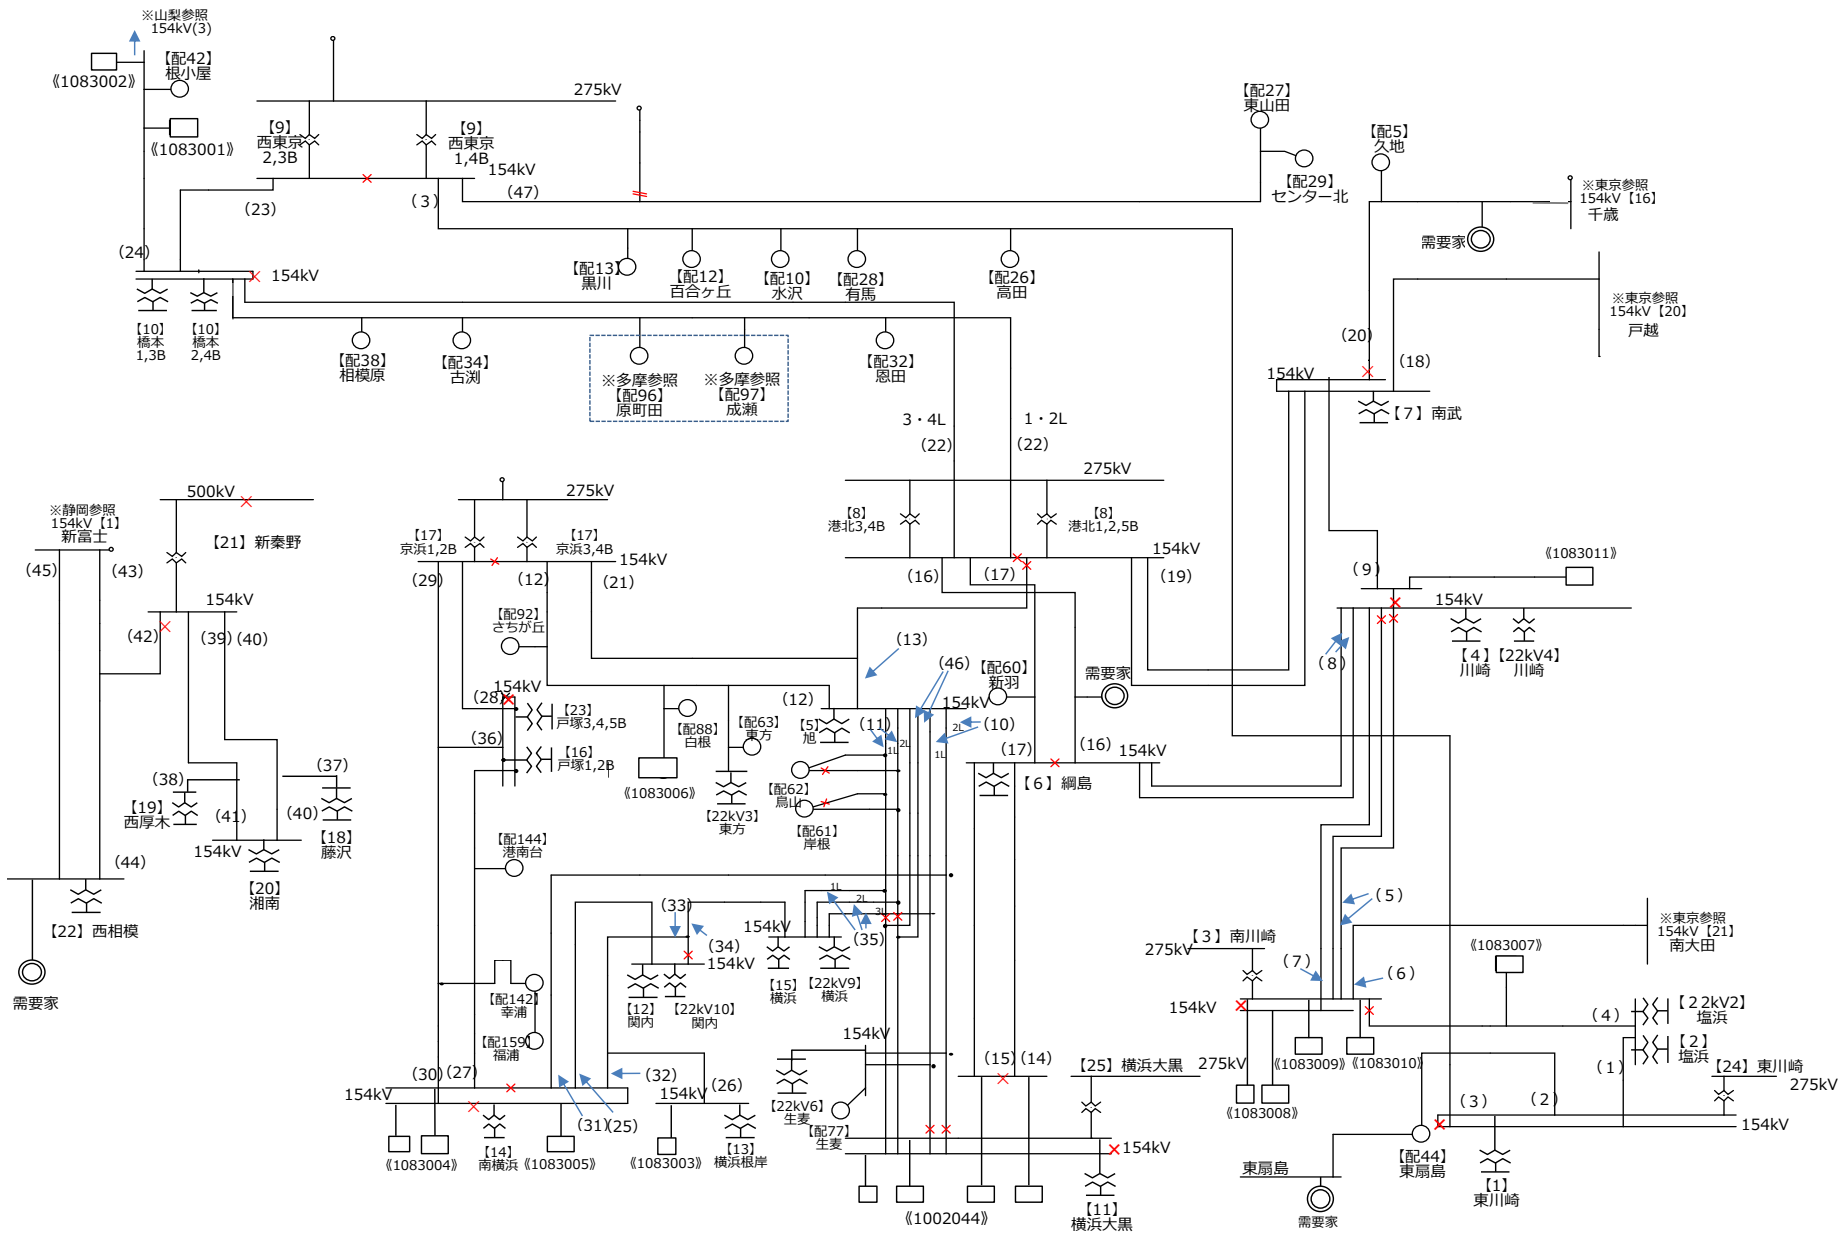 ※山梨参照
154kV(3)
《1083002》
【配42】
根小屋
《1083001》
275kV
【9】
西東京
2,3B
【9】
西東京
1,4B
154kV
(23)
(3)
(47)
【配27】
東山田
【配29】
センター北
【配5】
久地
※東京参照
154kV【16】
千歳
需要家
(24)
154kV
【10】
橋本
1,3B
【10】
橋本
2,4B
【配13】
黒川
【配12】
百合ヶ丘
【配10】
水沢
【配28】
有馬
【配26】
高田
※東京参照
154kV【20】
戸越
(20)
(18)
154kV
【7】南武
【配38】
相模原
【配34】
古渕
※多摩参照
【配96】
原町田
※多摩参照
【配97】
成瀬
【配32】
恩田
3・4L
(22)
1・2L
(22)
500kV
※静岡参照
154kV【1】
新富士
【21】新秦野
(45)
(43)
154kV
(42)
(39)
(40)
(38)
【19】
西厚木
(41)
(37)
(40)
【18】
藤沢
154kV
【20】
湘南
(44)
【22】西相模
需要家
275kV
【17】
京浜1,2B
【17】
京浜3,4B
154kV
(29)
(12)
(21)
【配92】
さちが丘
154kV
(28)
【23】
戸塚3,4,5B
(36)
【16】
戸塚1,2B
275kV
【8】
港北3,4B
【8】
港北1,2,5B
154kV
(16)
(17)
(19)
(13)
(46)
【配60】
新羽
需要家
154kV
(12)
【5】
旭
(11)
1L
2L
(10)
2L
1L
【配88】
白根
【配63】
東方
《1083006》
【22kV3】
東方
【配62】
鳥山
【配61】
岸根
(17)
(16)
154kV
【6】綱島
(9)
《1083011》
154kV
(8)
【4】
川崎
【22kV4】
川崎
【配144】
港南台
(33)
(34)
154kV
【12】
関内
【22kV10】
関内
154kV
1L
2L
3L
(35)
【15】
横浜
【22kV9】
横浜
【配142】
幸浦
【配159】
福浦
(5)
【3】南川崎
275kV
(7)
(6)
154kV
※東京参照
154kV【21】
南大田
《1083007》
(4)
【22kV2】
塩浜
【2】
塩浜
(1)
《1083009》
《1083010》
275kV
《1083008》
【24】東川崎
275kV
(3)
(2)
154kV
【配44】
東扇島
【1】
東川崎
東扇島
需要家
154kV
(30)
(27)
(32)
(31)
(25)
(26)
154kV
《1083004》
【14】
南横浜
《1083005》
《1083003》
【13】
横浜根岸
154kV
【22kV6】
生麦
【配77】
生麦
(15)
(14)
【25】横浜大黒
154kV
《1002044》
【11】
横浜大黒